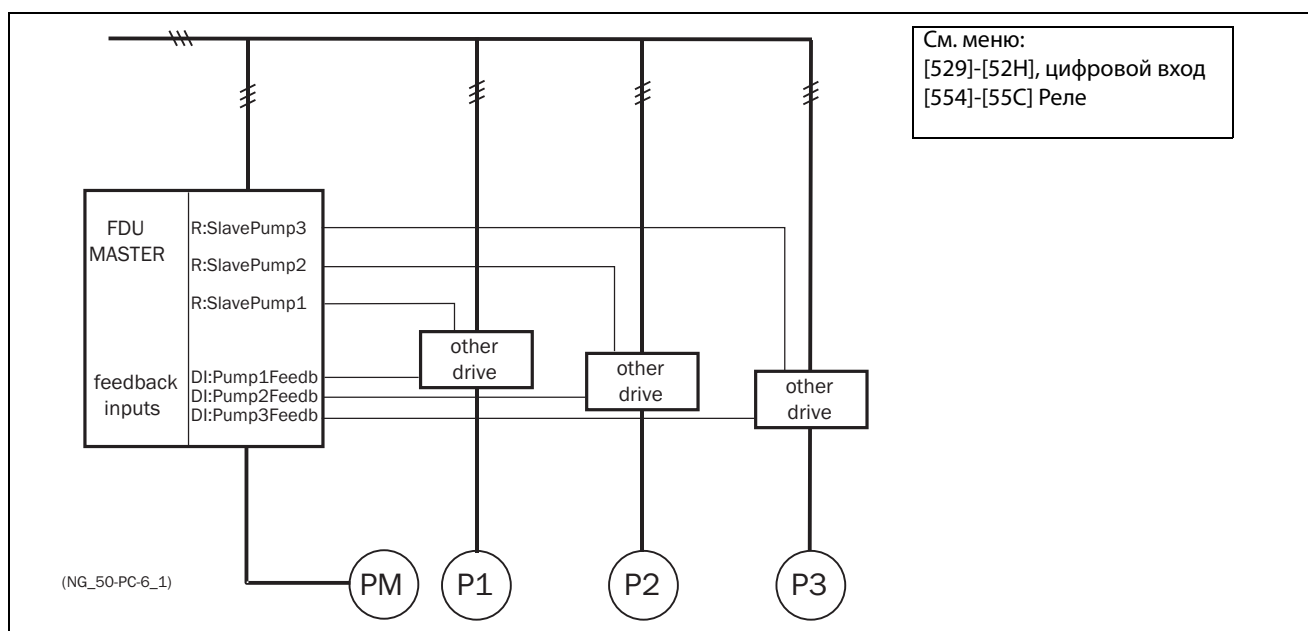 См. меню:
[529]-[52H], цифровой вход
[554]-[55C] Реле
FDU
MASTER
R:SlavePump3
R:SlavePump2
R:SlavePump1
feedback
inputs
DI:Pump1Feedb
DI:Pump2Feedb
DI:Pump3Feedb
other
drive
other
drive
other
drive
(NG_50-PC-6_1)
PM
P1
P2
P3